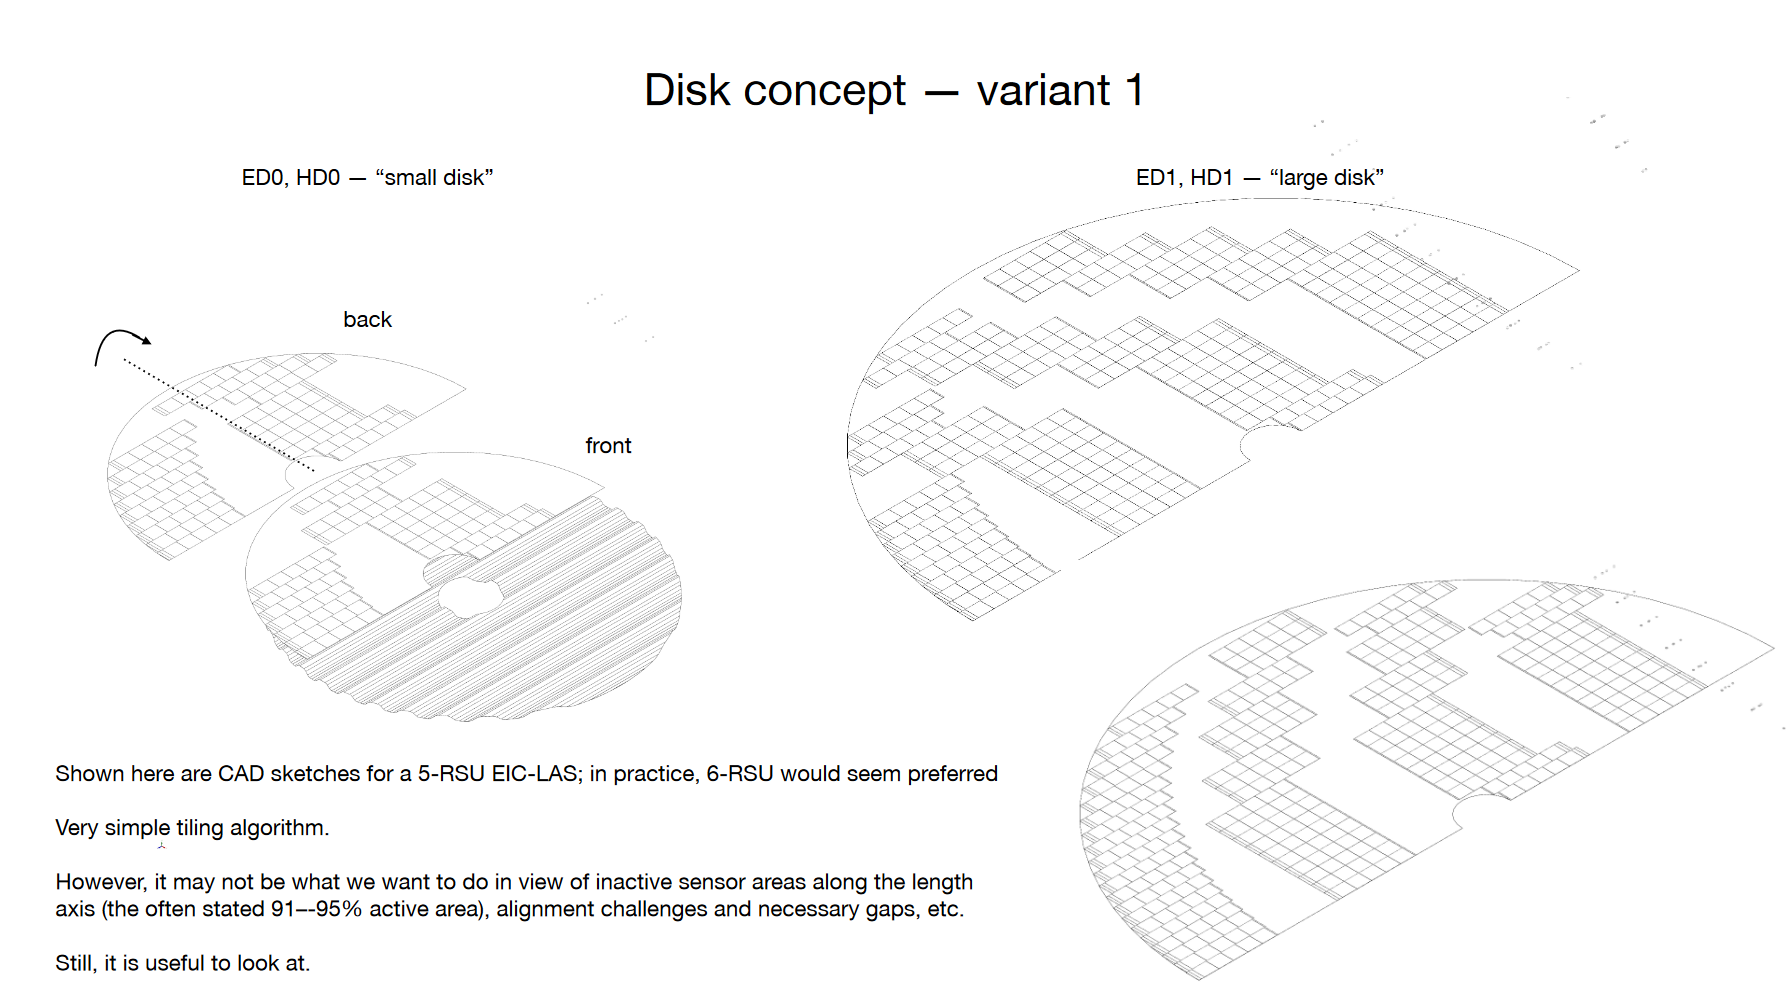 Disk concept — variant 1
ED0, HD0 — “small disk”
ED1, HD1 — “large disk”
back
front
Shown here are CAD sketches for a 5-RSU EIC-LAS; in practice, 6-RSU would seem preferred
Very simple tiling algorithm.
However, it may not be what we want to do in view of inactive sensor areas along the length
axis (the often stated 91–-95% active area), alignment challenges and necessary gaps, etc.
Still, it is useful to look at.